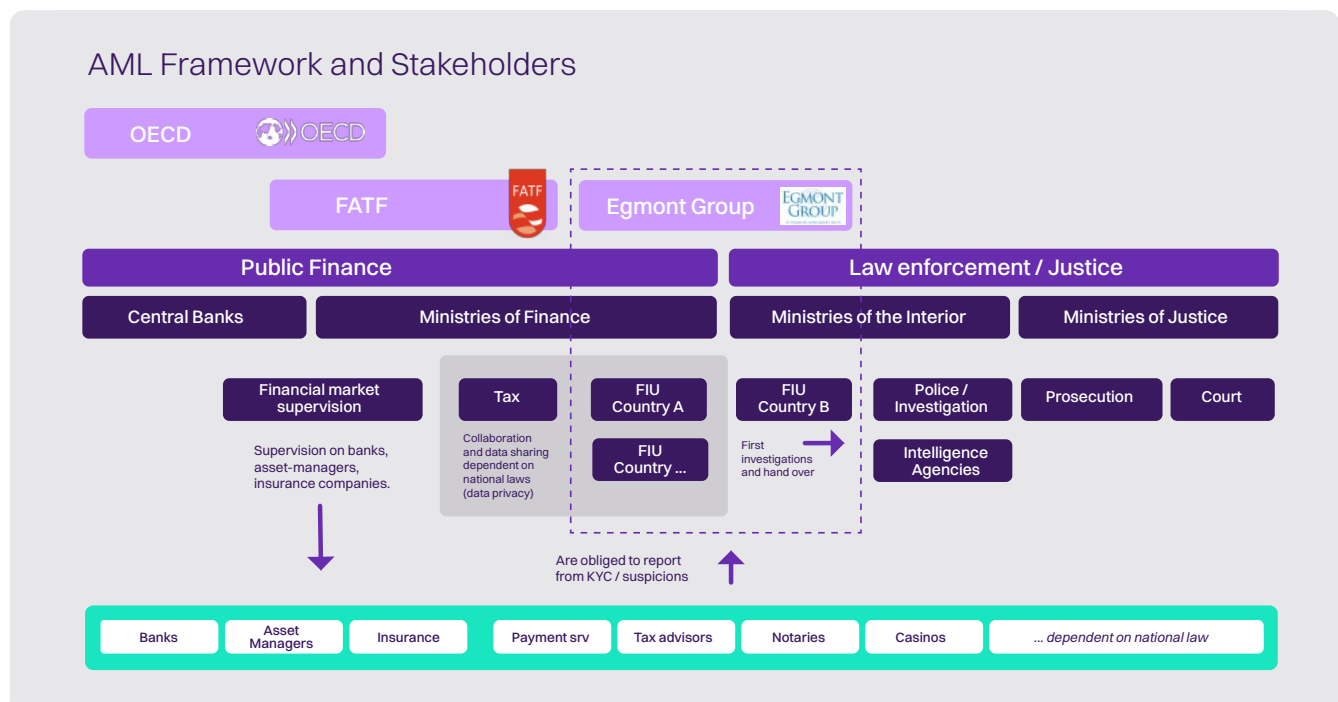 AML Framework and Stakeholders
OECD
OECD
FATF
FATF
Egmont Group
EGMONT
GROUP
Public Finance
Law enforcement / Justice
Central Banks
Ministries of Finance
Ministries of the Interior
Ministries of Justice
Financial market
supervision
Tax
FIU
Country A
FIU
Country B
Police /
Investigation
Prosecution
Court
Supervision on banks,
asset-managers,
insurance companies.
Collaboration
and data sharing
dependent on
national laws
(data privacy)
FIU
Country ...
First
investigations
and hand over
Intelligence
Agencies
Are obliged to report
from KYC / suspicions
Banks
Asset
Managers
Insurance
Payment srv
Tax advisors
Notaries
Casinos
... dependent on national law